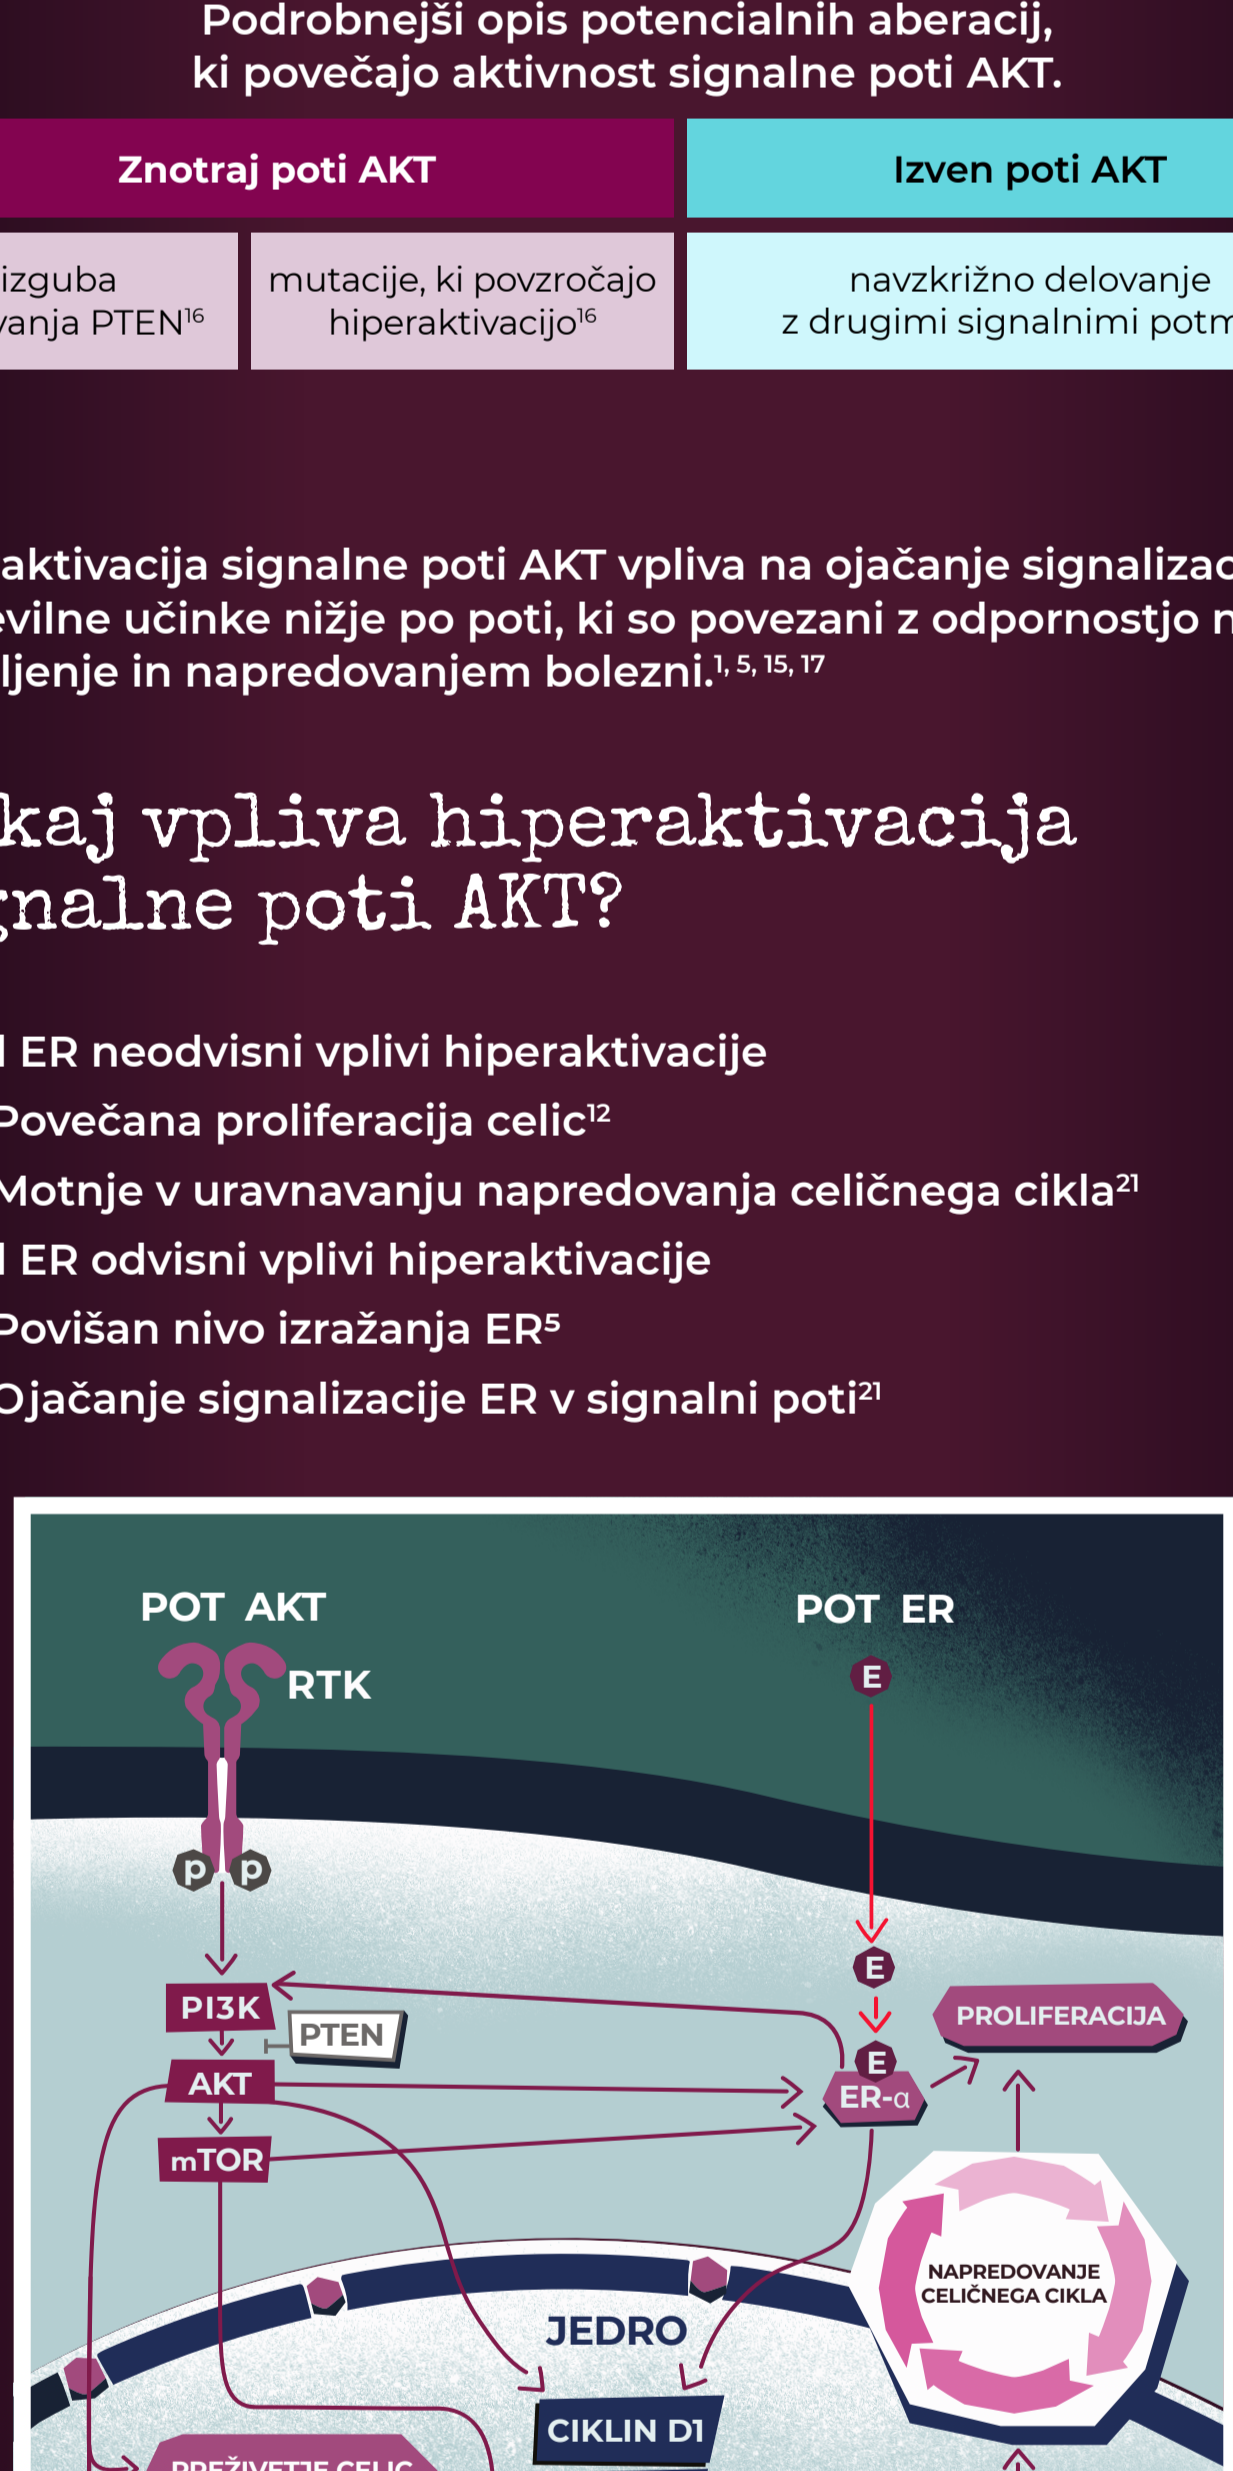 Podrobnejši opis potencialnih aberacij,
ki povečajo aktivnost signalne poti AKT.
Znotraj poti AKT
Izven poti AKT
izguba
vanja PTEN16
mutacije, ki povzročajo
hiperaktivacijo16
navzkrižno delovanje
z drugimi signalnimi potm
aktivacija signalne poti AKT vpliva na ojačanje signalizac
evilne učinke nižje po poti, ki so povezani z odpornostjo n
ljenje in napredovanjem bolezni.1, 5, 15, 17
kaj vpliva hiperaktivacija
gnalne poti AKT?
ER neodvisni vplivi hiperaktivacije
Povečana proliferacija celic12
Motnje v uravnavanju napredovanja celičnega cikla21
ER odvisni vplivi hiperaktivacije
Povišan nivo izražanja ER5
Ojačanje signalizacije ER v signalni poti21
POT AKT
POT ER
RTK
E
p p
E
PI3K
PROLIFERACIJA
PTEN
E
AKT
ER-α
mTOR
NAPREDOVANJE
CELIČNEGA CIKLA
JEDRO
CIKLIN D1
PREŽIVETJE CELIC